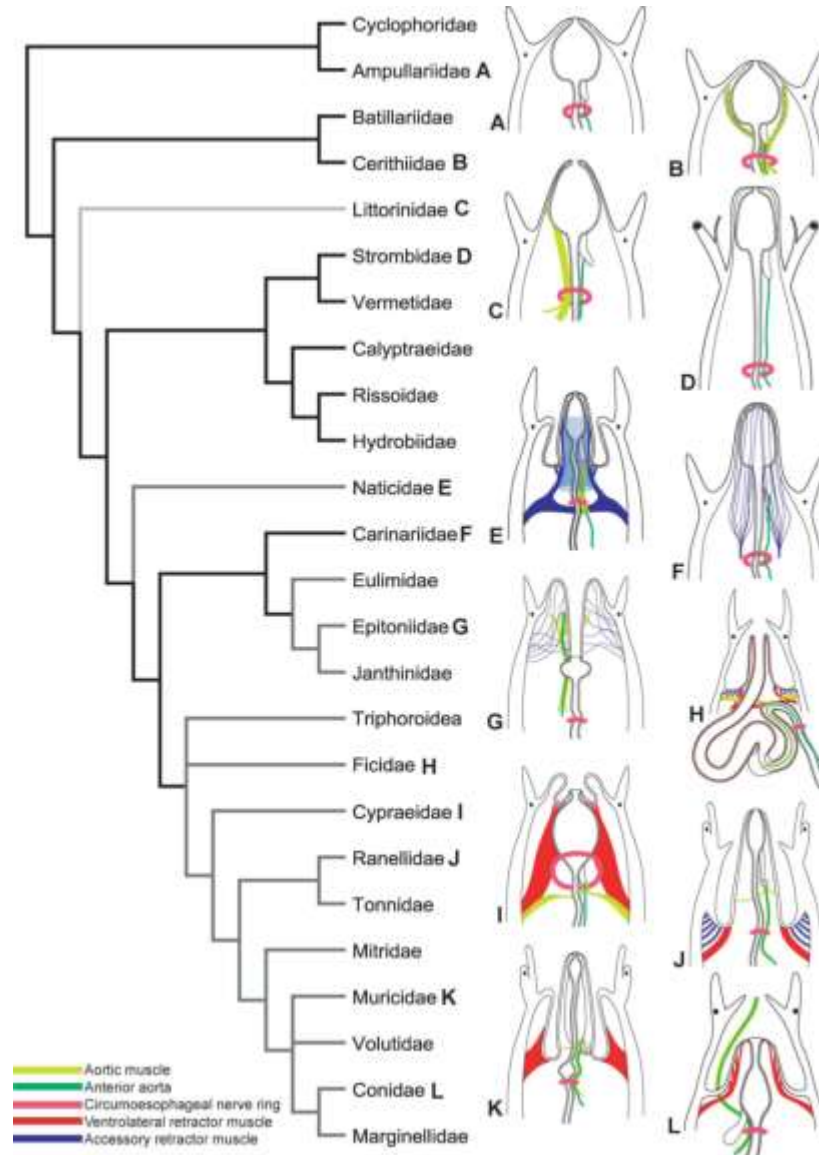 Cyclophoridae
Ampullariidae A
Batillariidae
Cerithiidae B
Littorinidae C
Strombidae D
Vermetidae
Calyptraeidae
Rissoidae
Hydrobiidae
Naticidae E
Carinariidae F
Eulimidae
Epitoniidae G
Janthinidae
Triphoroidea
Ficidae H
Cypraeidae I
Ranellidae J
Tonnidae
Mitridae
Muricidae K
Volutidae
Conidae L
Marginellidae
Aortic muscle
Anterior aorta
Circumoesophageal nerve ring
Ventrolateral retractor muscle
Accessory retractor muscle
A
B
C
D
E
F
G
H
I
J
K
L